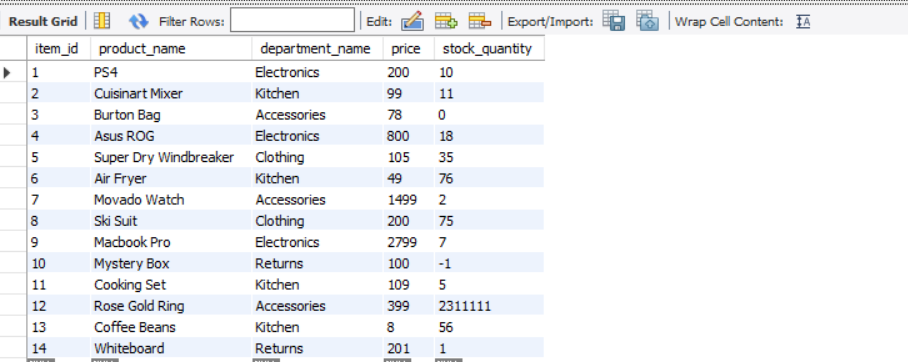 Result Grid Filter Rows: Edit: Export/Import: Wrap Cell Content: IA
item_id product_name department_name price stock_quantity
1 PS4 Electronics 200 10
2 Cuisinart Mixer Kitchen 99 11
3 Burton Bag Accessories 78 0
4 Asus ROG Electronics 800 18
5 Super Dry Windbreaker Clothing 105 35
6 Air Fryer Kitchen 49 76
7 Movado Watch Accessories 1499 2
8 Ski Suit Clothing 200 75
9 Macbook Pro Electronics 2799 7
10 Mystery Box Returns 100 -1
11 Cooking Set Kitchen 109 5
12 Rose Gold Ring Accessories 399 2311111
13 Coffee Beans Kitchen 8 56
14 Whiteboard Returns 201 1